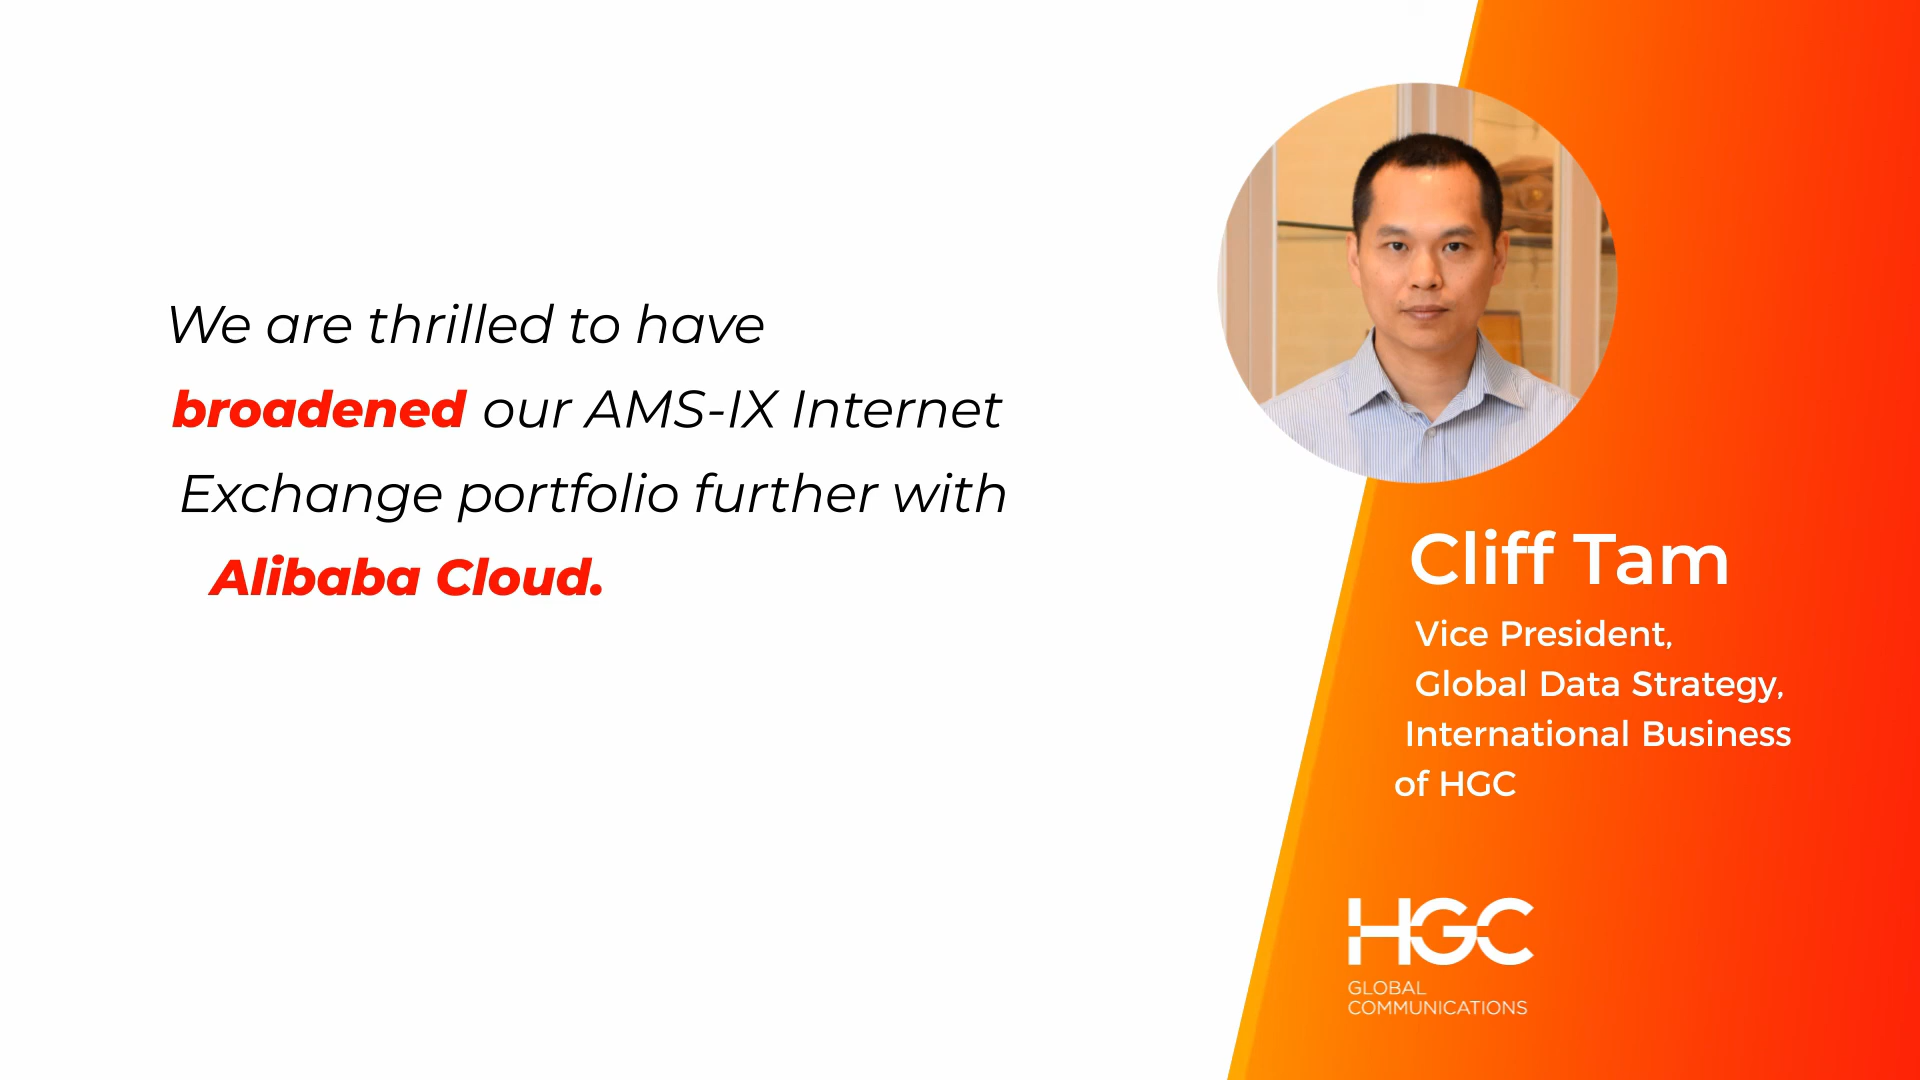 We are thrilled to have
broadened our AMS-IX Internet
Exchange portfolio further with
Alibaba Cloud.
Cliff Tam
Vice President,
Global Data Strategy,
International Business
of HGC
HGC
GLOBAL
COMMUNICATIONS